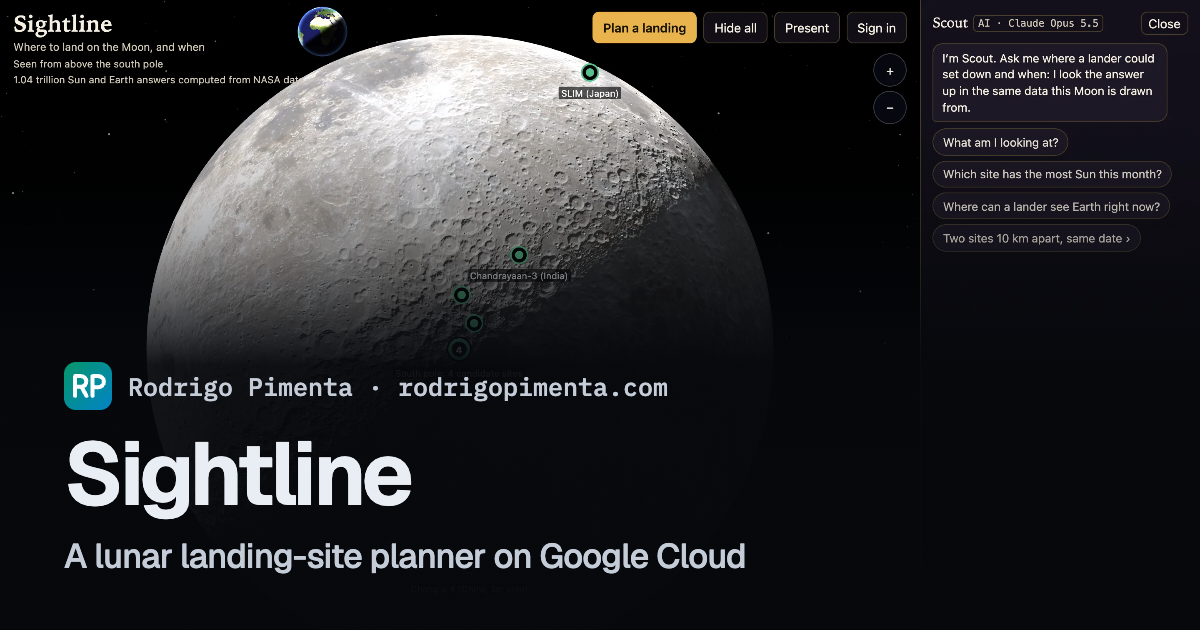 Sightline
Where to land on the Moon, and when
Seen from above the south pole
1.04 trillion Sun and Earth answers computed from NASA data
Plan a landing
Hide all
Present
Sign in
+
−
SLIM (Japan)
Chandrayaan-3 (India)
4
Scout
AI · Claude Opus 5.5
Close
I’m Scout. Ask me where a lander could
set down and when: I look the answer
up in the same data this Moon is drawn
from.
What am I looking at?
Which site has the most Sun this month?
Where can a lander see Earth right now?
Two sites 10 km apart, same date ›
RP
Rodrigo Pimenta · rodrigopimenta.com
Sightline
A lunar landing-site planner on Google Cloud